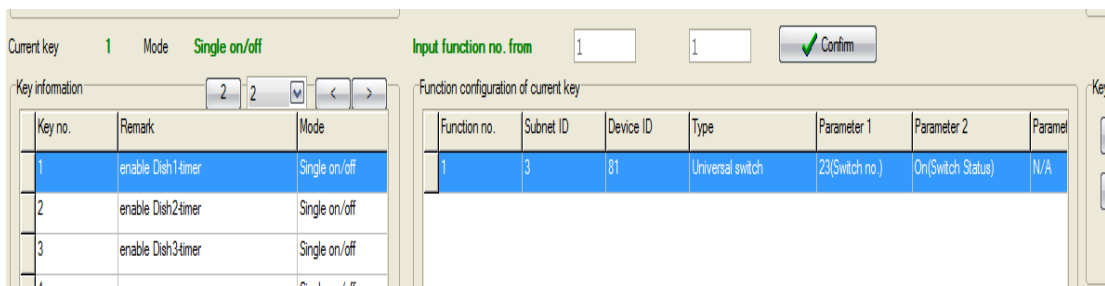 Current key 1 Mode Single on/off Input function no. from 1 1 Confirm
Key information 2 2 < > Function configuration of current key Key
Key no. Remark Mode Function no. Subnet ID Device ID Type Parameter 1 Parameter 2 Paramet
1 enable Dish1-timer Single on/off 1 3 81 Universal switch 23(Switch no.) On(Switch Status) N/A
2 enable Dish2-timer Single on/off
3 enable Dish3-timer Single on/off